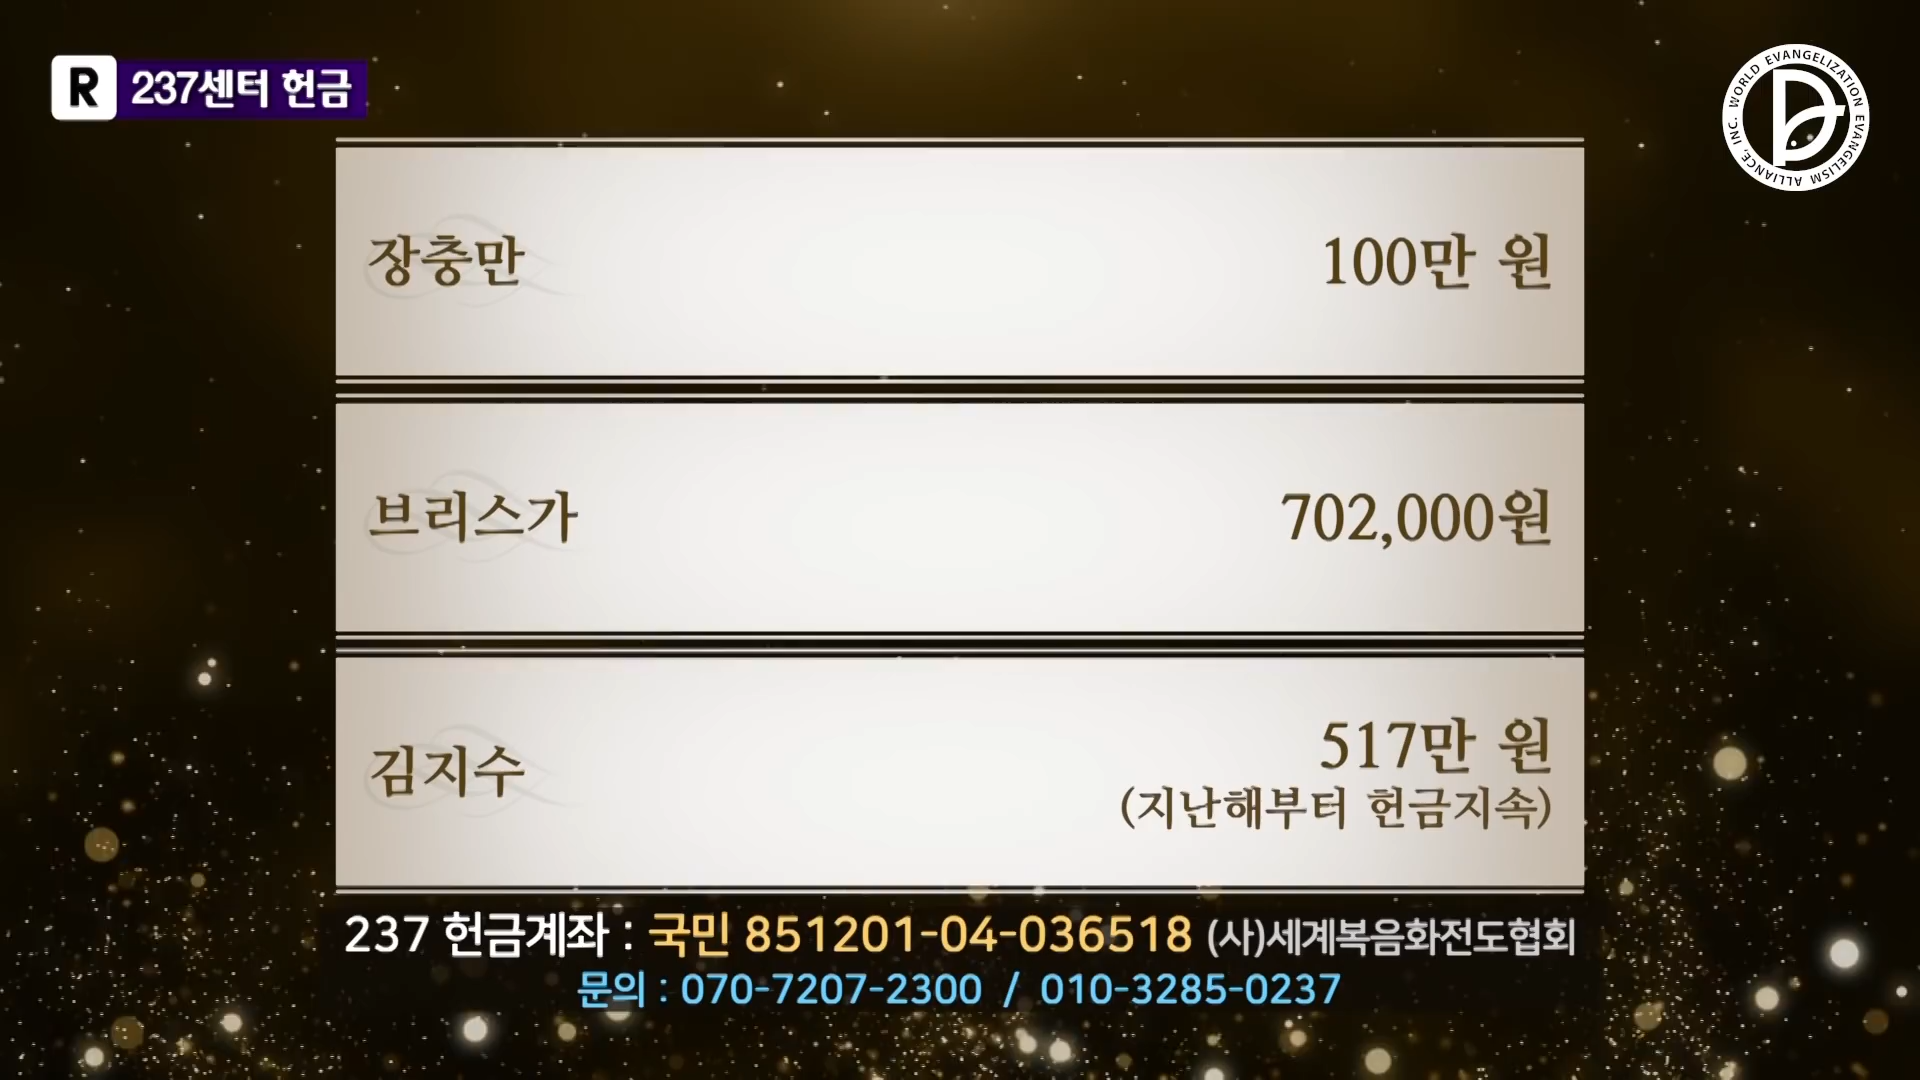 R 237센터 헌금
WORLD EVANGELIZATION EVANGELISM ALLIANCE, INC.
장충만 100만 원
브리스가 702,000원
김지수 517만 원
(지난해부터 헌금지속)
237 헌금계좌 : 국민 851201-04-036518 (사)세계복음화전도협회
문의 : 070-7207-2300 / 010-3285-0237